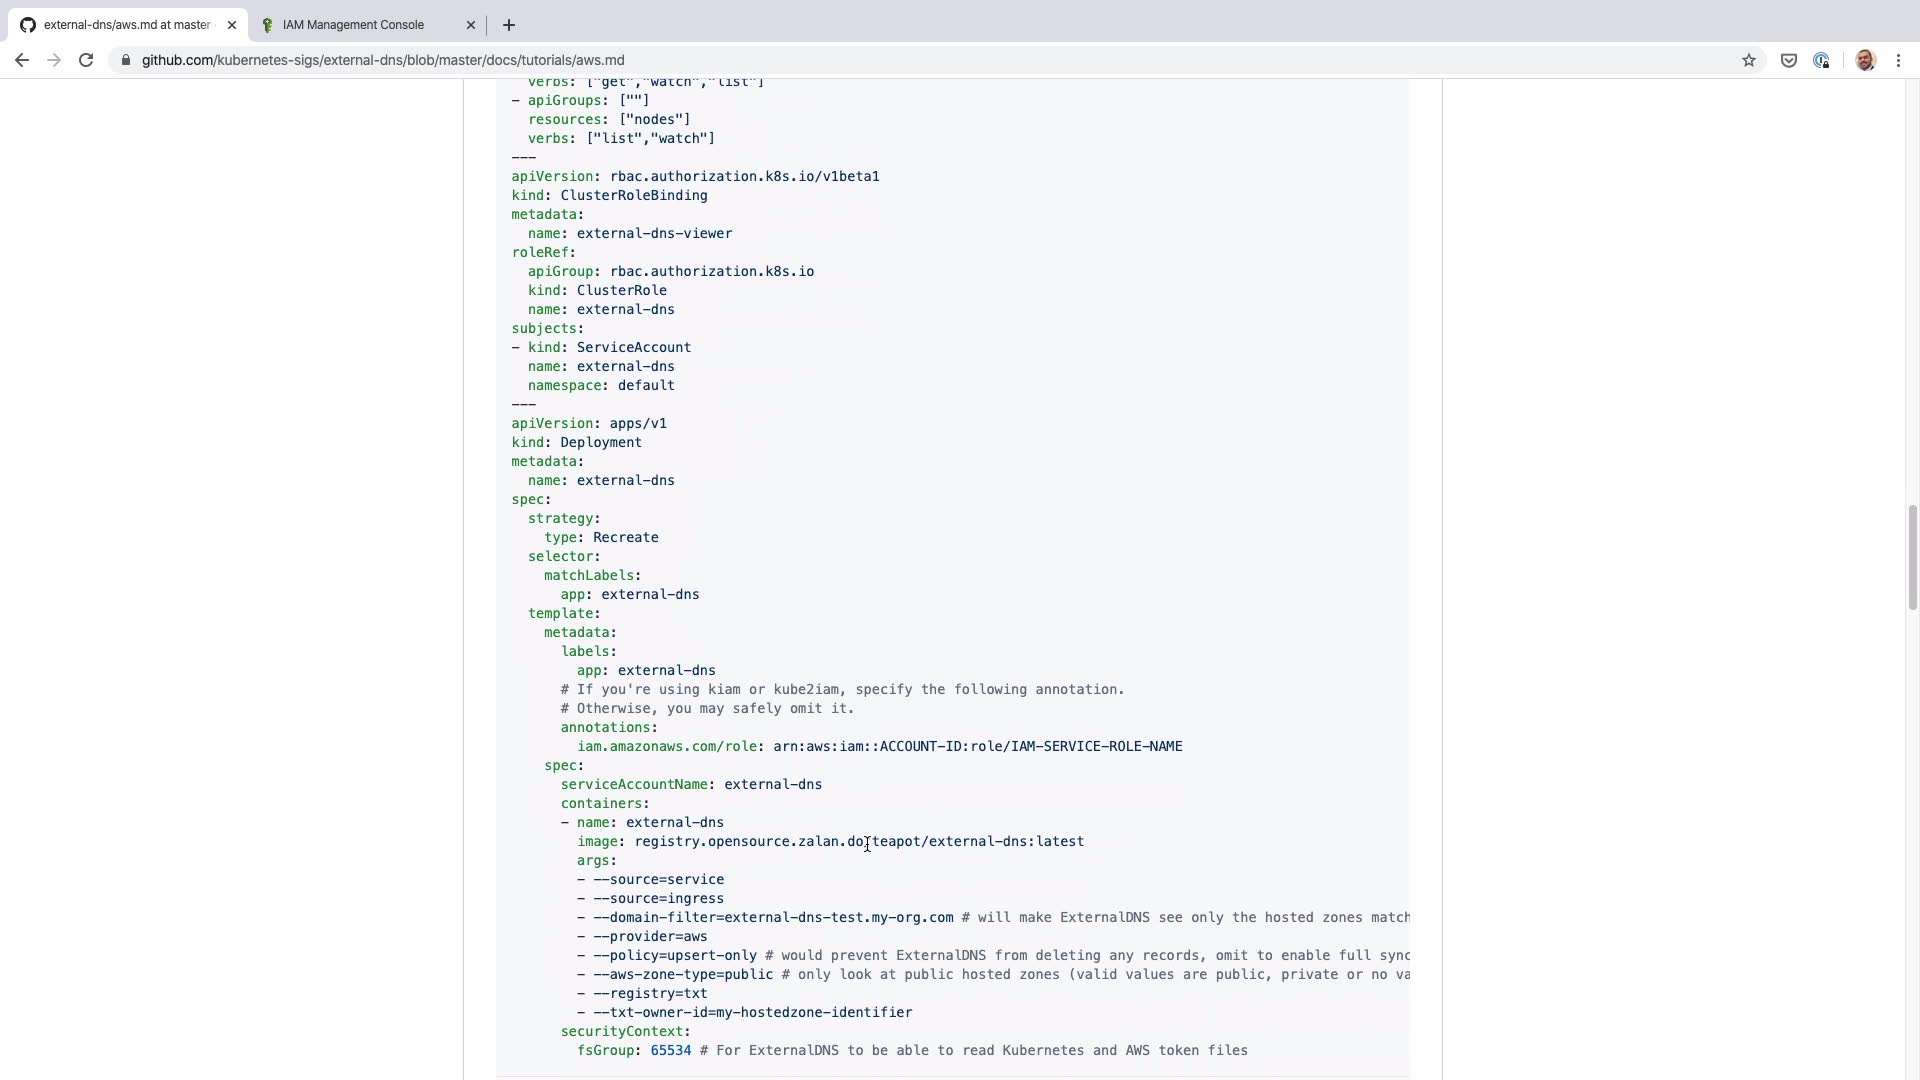 external-dns/aws.md at master
IAM Management Console
github.com/kubernetes-sigs/external-dns/blob/master/docs/tutorials/aws.md
verbs: ["get","watch","list"]
- apiGroups: [""]
  resources: ["nodes"]
  verbs: ["list","watch"]
---
apiVersion: rbac.authorization.k8s.io/v1beta1
kind: ClusterRoleBinding
metadata:
  name: external-dns-viewer
roleRef:
  apiGroup: rbac.authorization.k8s.io
  kind: ClusterRole
  name: external-dns
subjects:
- kind: ServiceAccount
  name: external-dns
  namespace: default
---
apiVersion: apps/v1
kind: Deployment
metadata:
  name: external-dns
spec:
  strategy:
    type: Recreate
  selector:
    matchLabels:
      app: external-dns
  template:
    metadata:
      labels:
        app: external-dns
      # If you're using kiam or kube2iam, specify the following annotation.
      # Otherwise, you may safely omit it.
      annotations:
        iam.amazonaws.com/role: arn:aws:iam::ACCOUNT-ID:role/IAM-SERVICE-ROLE-NAME
    spec:
      serviceAccountName: external-dns
      containers:
      - name: external-dns
        image: registry.opensource.zalan.do/teapot/external-dns:latest
        args:
        - --source=service
        - --source=ingress
        - --domain-filter=external-dns-test.my-org.com # will make ExternalDNS see only the hosted zones match
        - --provider=aws
        - --policy=upsert-only # would prevent ExternalDNS from deleting any records, omit to enable full sync
        - --aws-zone-type=public # only look at public hosted zones (valid values are public, private or no va
        - --registry=txt
        - --txt-owner-id=my-hostedzone-identifier
      securityContext:
        fsGroup: 65534 # For ExternalDNS to be able to read Kubernetes and AWS token files